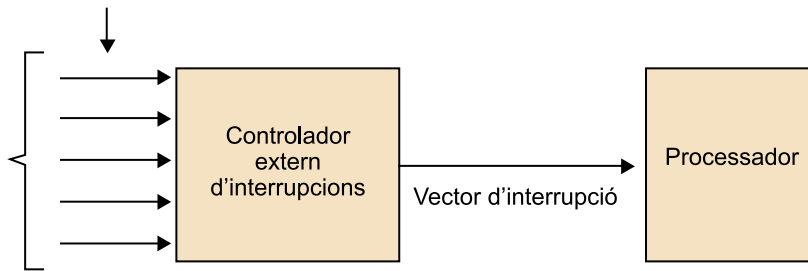 Controlador
extern
d'interrupcions
Vector d'interrupció
Processador